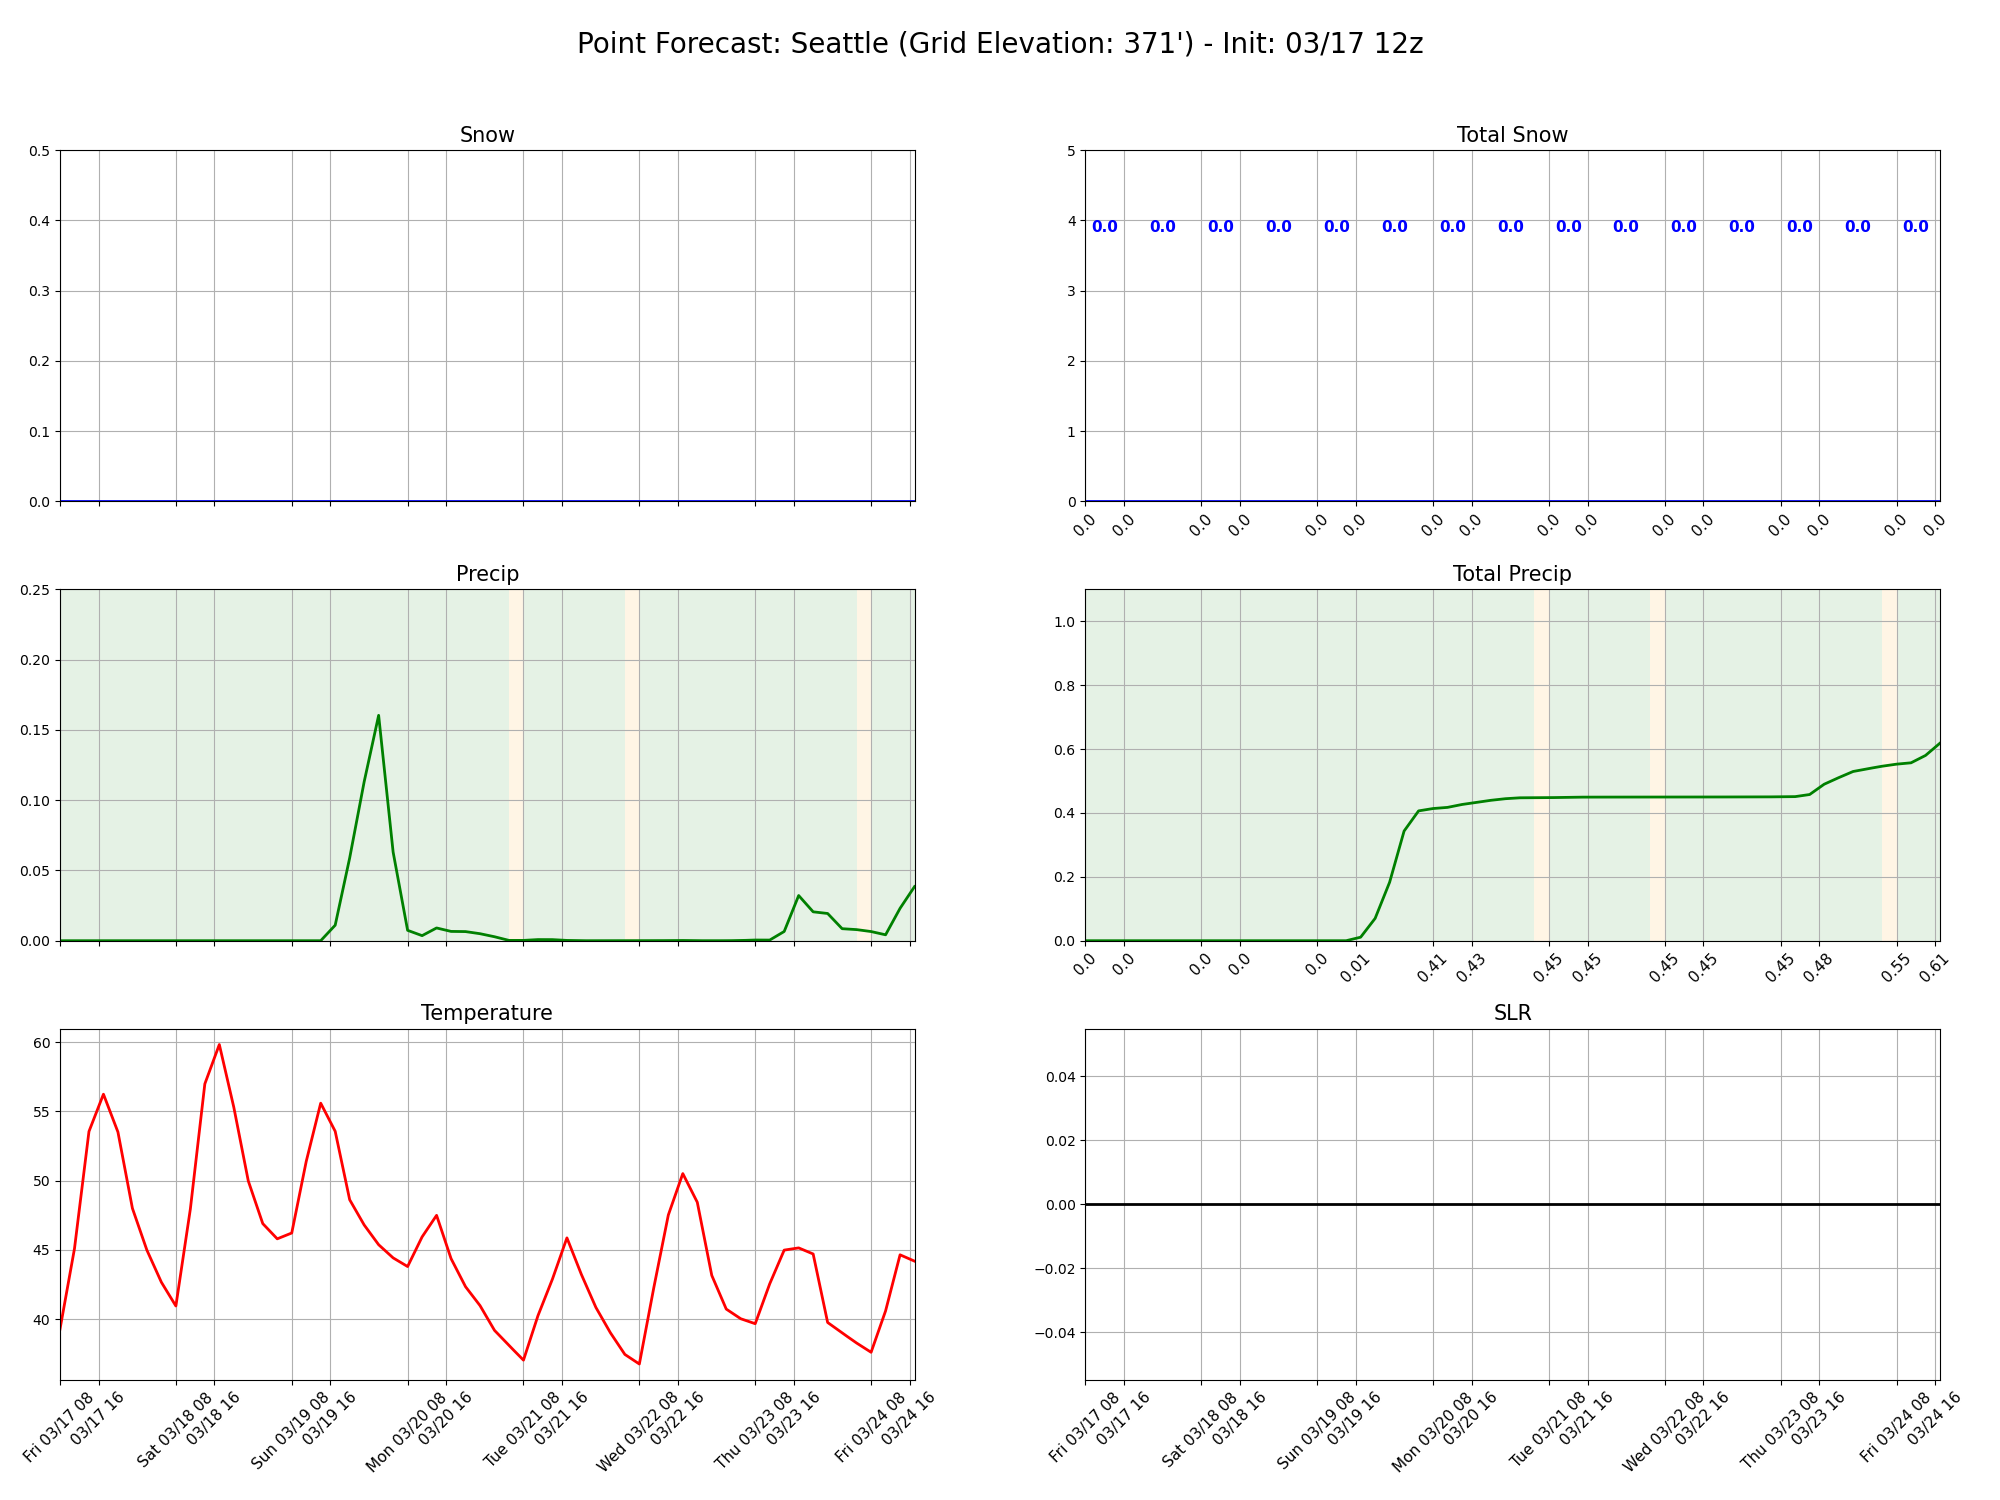 Point Forecast: Seattle (Grid Elevation: 371') - Init: 03/17 12z
Snow
0.5
0.4
0.3
0.2
0.1
0.0
Total Snow
5
4
3
2
1
0
0.0 0.0 0.0 0.0 0.0 0.0 0.0 0.0 0.0 0.0 0.0 0.0 0.0 0.0 0.0
0.0 0.0 0.0 0.0 0.0 0.0 0.0 0.0 0.0 0.0 0.0 0.0 0.0 0.0 0.0 0.0
Precip
0.25
0.20
0.15
0.10
0.05
0.00
Total Precip
1.0
0.8
0.6
0.4
0.2
0.0
0.0 0.0 0.0 0.0 0.0 0.01 0.41 0.43 0.45 0.45 0.45 0.45 0.45 0.48 0.55 0.61
Temperature
60
55
50
45
40
Fri 03/17 08
03/17 16
Sat 03/18 08
03/18 16
Sun 03/19 08
03/19 16
Mon 03/20 08
03/20 16
Tue 03/21 08
03/21 16
Wed 03/22 08
03/22 16
Thu 03/23 08
03/23 16
Fri 03/24 08
03/24 16
SLR
0.04
0.02
0.00
−0.02
−0.04
Fri 03/17 08
03/17 16
Sat 03/18 08
03/18 16
Sun 03/19 08
03/19 16
Mon 03/20 08
03/20 16
Tue 03/21 08
03/21 16
Wed 03/22 08
03/22 16
Thu 03/23 08
03/23 16
Fri 03/24 08
03/24 16